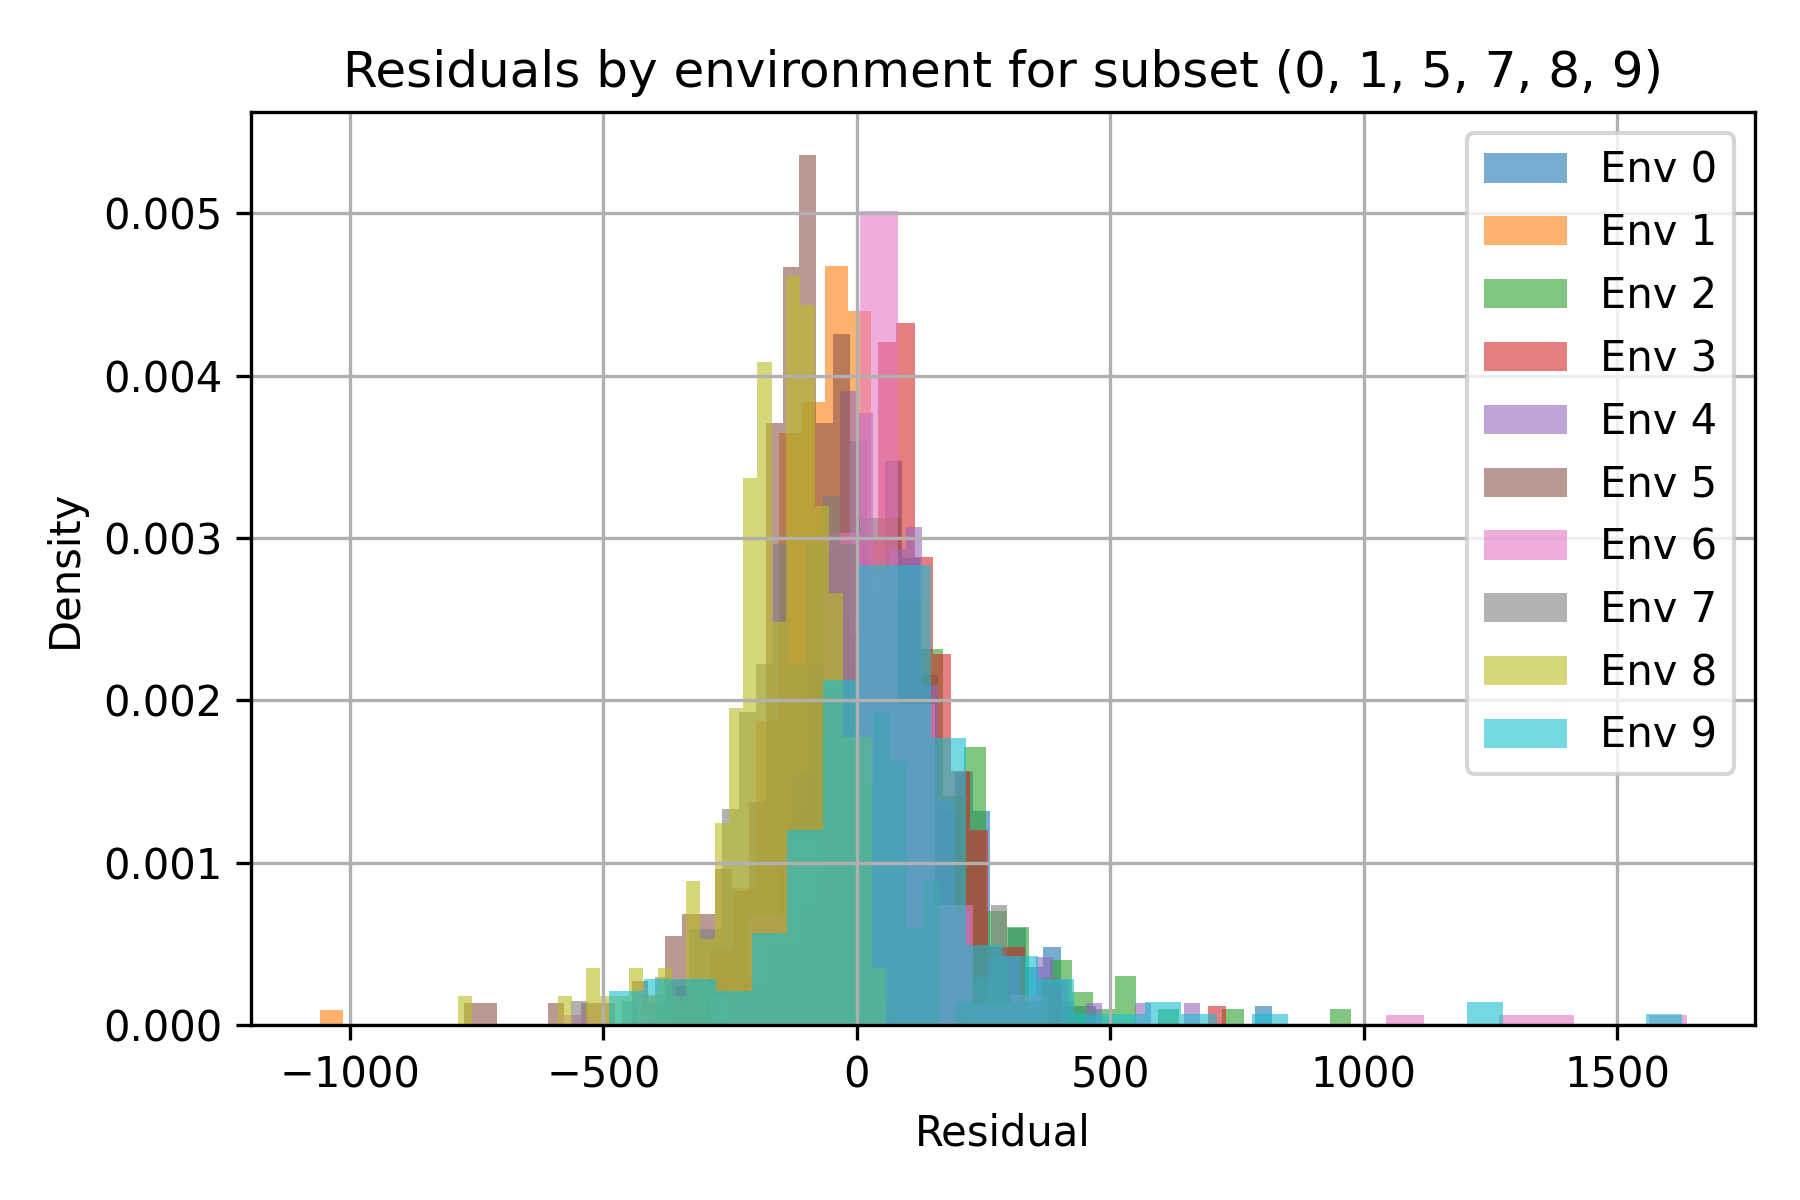 Residuals by environment for subset (0, 1, 5, 7, 8, 9)
Density
0.005
0.004
0.003
0.002
0.001
0.000
−1000
−500
0
500
1000
1500
Residual
Env 0
Env 1
Env 2
Env 3
Env 4
Env 5
Env 6
Env 7
Env 8
Env 9